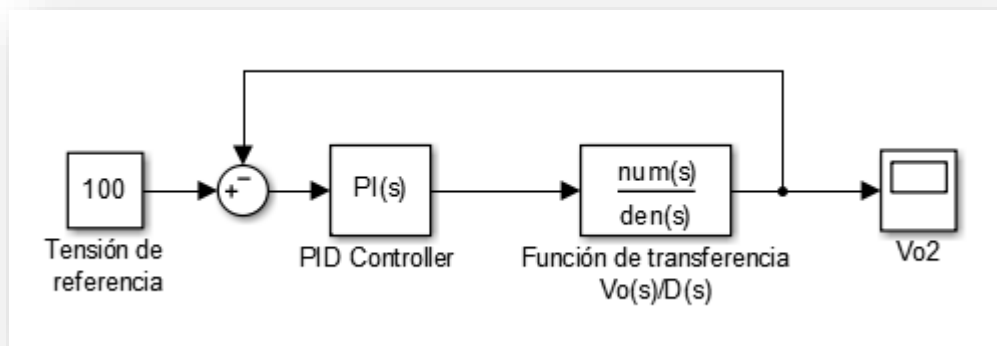 100
Tensión de
referencia
+
−
PI(s)
PID Controller
num(s)
den(s)
Función de transferencia
Vo(s)/D(s)
Vo2